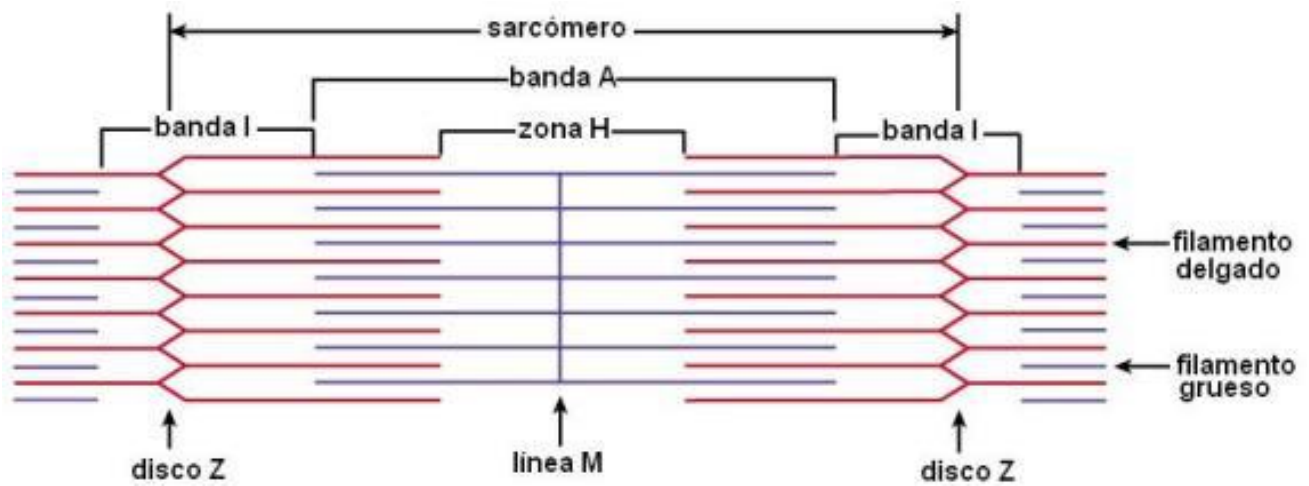 sarcómero
banda A
banda I
zona H
banda I
filamento
delgado
filamento
grueso
disco Z
línea M
disco Z